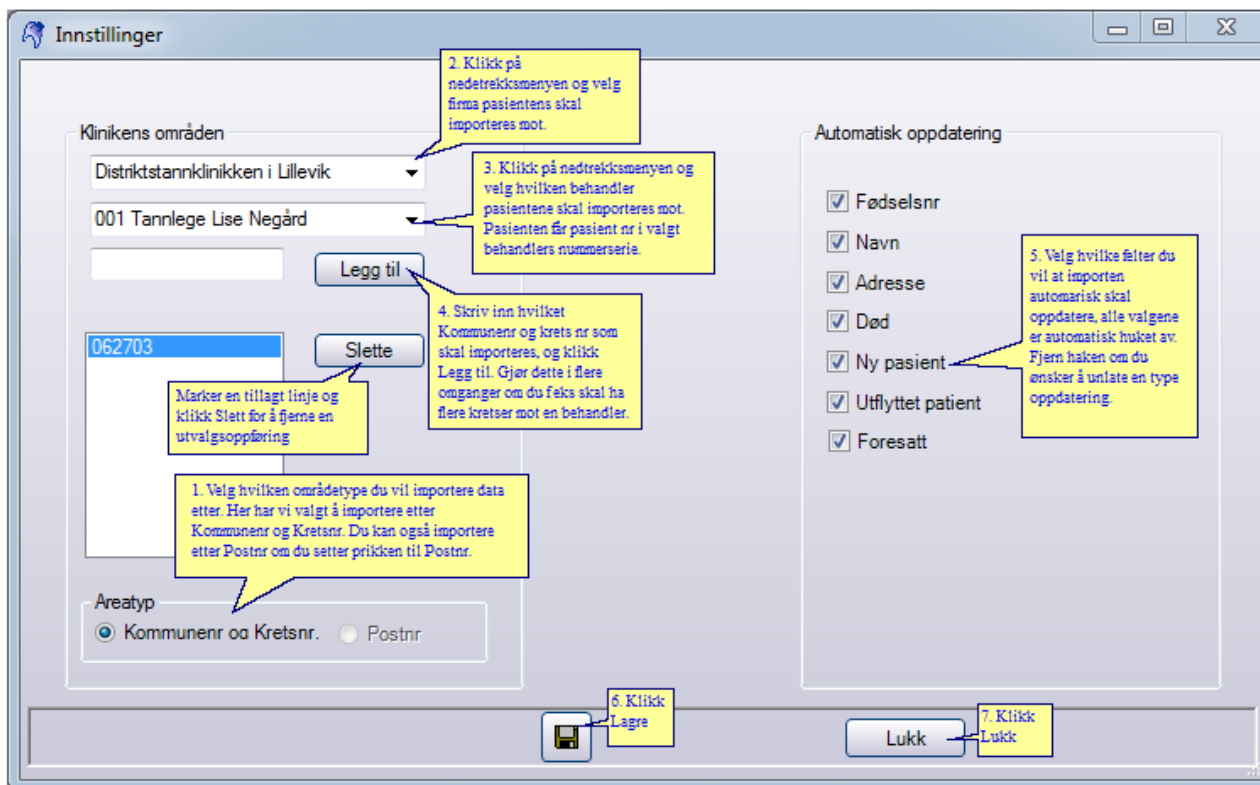 Innstillinger
2. Klikk på
nedetrekksmenyen og velg
firma pasientens skal
importeres mot.
Klinikens områden
Distriktstannklinikken i Lillevik
3. Klikk på nedtrekksmenyen og
velg hvilken behandler
pasientene skal importeres mot.
Pasienten får pasient nr i valgt
behandlers nummerserie.
001 Tannlege Lise Negård
Legg til
4. Skriv inn hvilket
Kommunenr og krets nr som
skal importeres, og klikk
Legg til. Gjør dette i flere
omganger om du feks skal ha
flere kretser mot en behandler.
062703
Slette
Marker en tillagt linje og
klikk Slett for å fjerne en
utvalgsoppføring
1. Velg hvilken områdetype du vil importere data
etter. Her har vi valgt å importere etter
Kommunenr og Kretsnr. Du kan også importere
etter Postnr om du setter prikken til Postnr.
Areatyp
Kommunenr og Kretsnr.
Postnr
Automatisk oppdatering
Fødselsnr
Navn
Adresse
Død
Ny pasient
Utflyttet patient
Foresatt
5. Velg hvilke felter du
vil at importen
automarisk skal
oppdatere, alle valgene
er automatisk huket av.
Fjern haken om du
ønsker å unlate en type
oppdatering.
6. Klikk
Lagre
Lukk
7. Klikk
Lukk